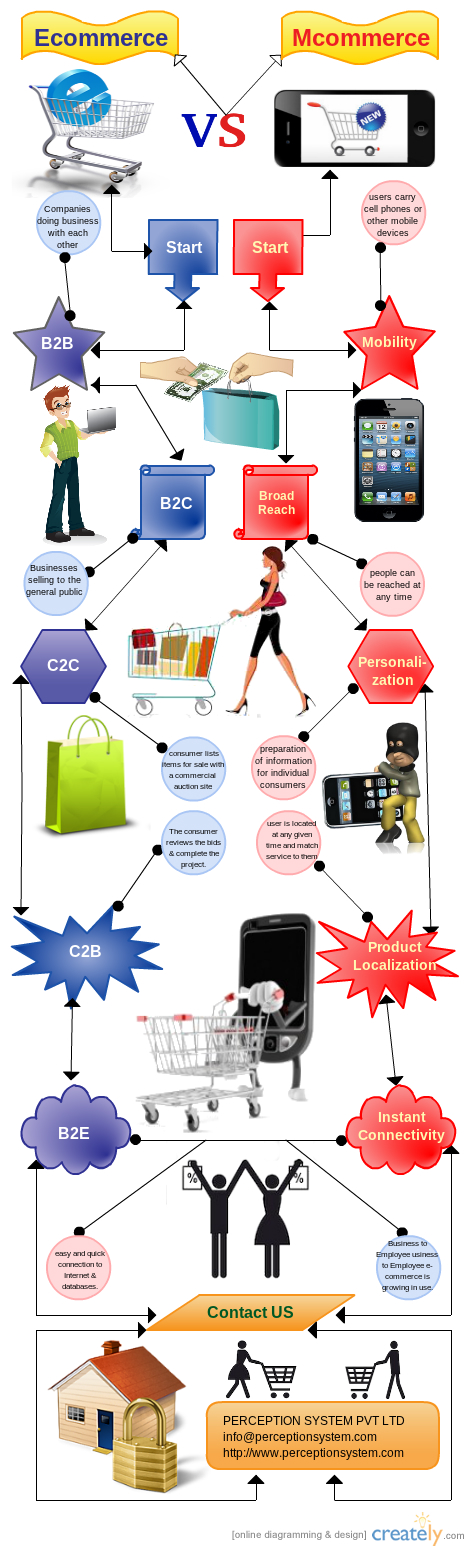 Ecommerce
Mcommerce
VS
NEW
Companies
doing business
with each
other
users carry
cell phones or
other mobile
devices
Start
Start
B2B
Mobility
B2C
Broad
Reach
Businesses
selling to the
general public
people can
be reached at
any time
C2C
Personali-
zation
consumer lists
items for sale with
a commercial
auction site
preparation
of information
for individual
consumers
The consumer
reviews the bids
& complete the
project.
user is located
at any given
time and match
service to them
C2B
Product
Localization
B2E
Instant
Connectivity
%
%
easy and quick
connection to
Internet &
databases.
Business to
Employee usiness
to Employee e-
commerce is
growing in use.
Contact US
PERCEPTION SYSTEM PVT LTD
info@perceptionsystem.com
http://www.perceptionsystem.com
[online diagramming & design] creately.com